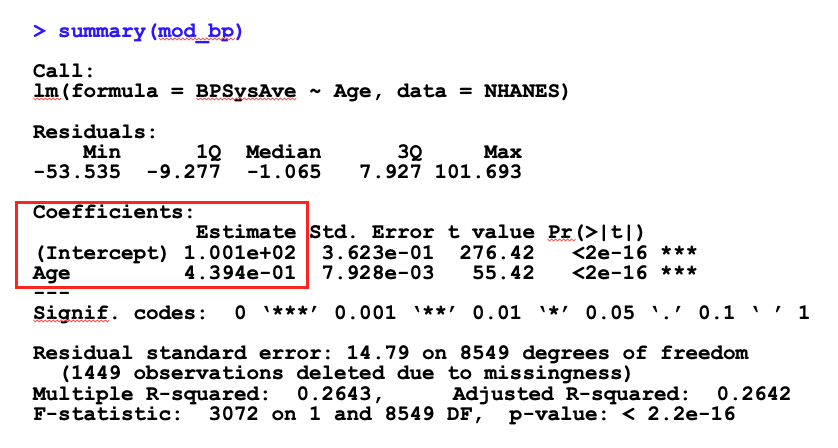 > summary(mod_bp)
Call:
lm(formula = BPSysAve ~ Age, data = NHANES)
Residuals:
Min 1Q Median 3Q Max
-53.535 -9.277 -1.065 7.927 101.693
Coefficients:
Estimate Std. Error t value Pr(>|t|)
(Intercept) 1.001e+02 3.623e-01 276.42 <2e-16 ***
Age 4.394e-01 7.928e-03 55.42 <2e-16 ***
---
Signif. codes: 0 ‘***’ 0.001 ‘**’ 0.01 ‘*’ 0.05 ‘.’ 0.1 ‘ ’ 1
Residual standard error: 14.79 on 8549 degrees of freedom
(1449 observations deleted due to missingness)
Multiple R-squared: 0.2643, Adjusted R-squared: 0.2642
F-statistic: 3072 on 1 and 8549 DF, p-value: < 2.2e-16